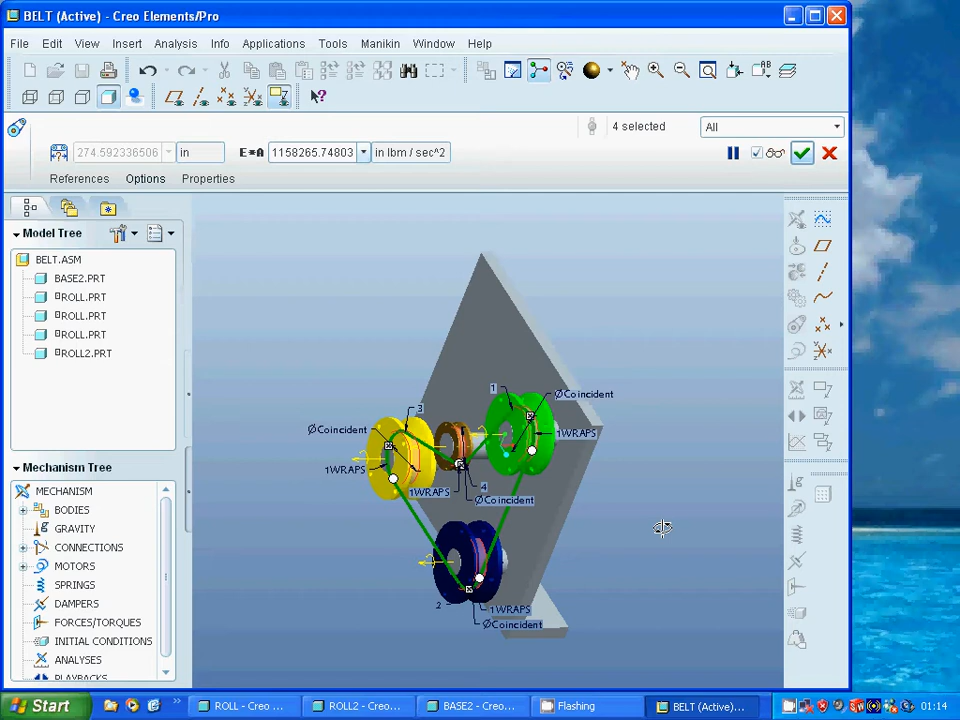 BELT (Active) - Creo Elements/Pro
File Edit View Insert Analysis Info Applications Tools Manikin Window Help
4 selected All
274.592336506 in E*A 1158265.74803 in lbm / sec^2
References Options Properties
Model Tree
BELT.ASM
BASE2.PRT
ROLL.PRT
ROLL.PRT
ROLL.PRT
ROLL2.PRT
Mechanism Tree
MECHANISM
BODIES
GRAVITY
CONNECTIONS
MOTORS
SPRINGS
DAMPERS
FORCES/TORQUES
INITIAL CONDITIONS
ANALYSES
PLAYBACKS
1
ØCoincident
3
ØCoincident
1WRAPS
1WRAPS
1WRAPS
4
ØCoincident
2
1WRAPS
ØCoincident
Start
ROLL - Creo ...
ROLL2 - Creo...
BASE2 - Creo...
Flashing
BELT (Active)...
01:14